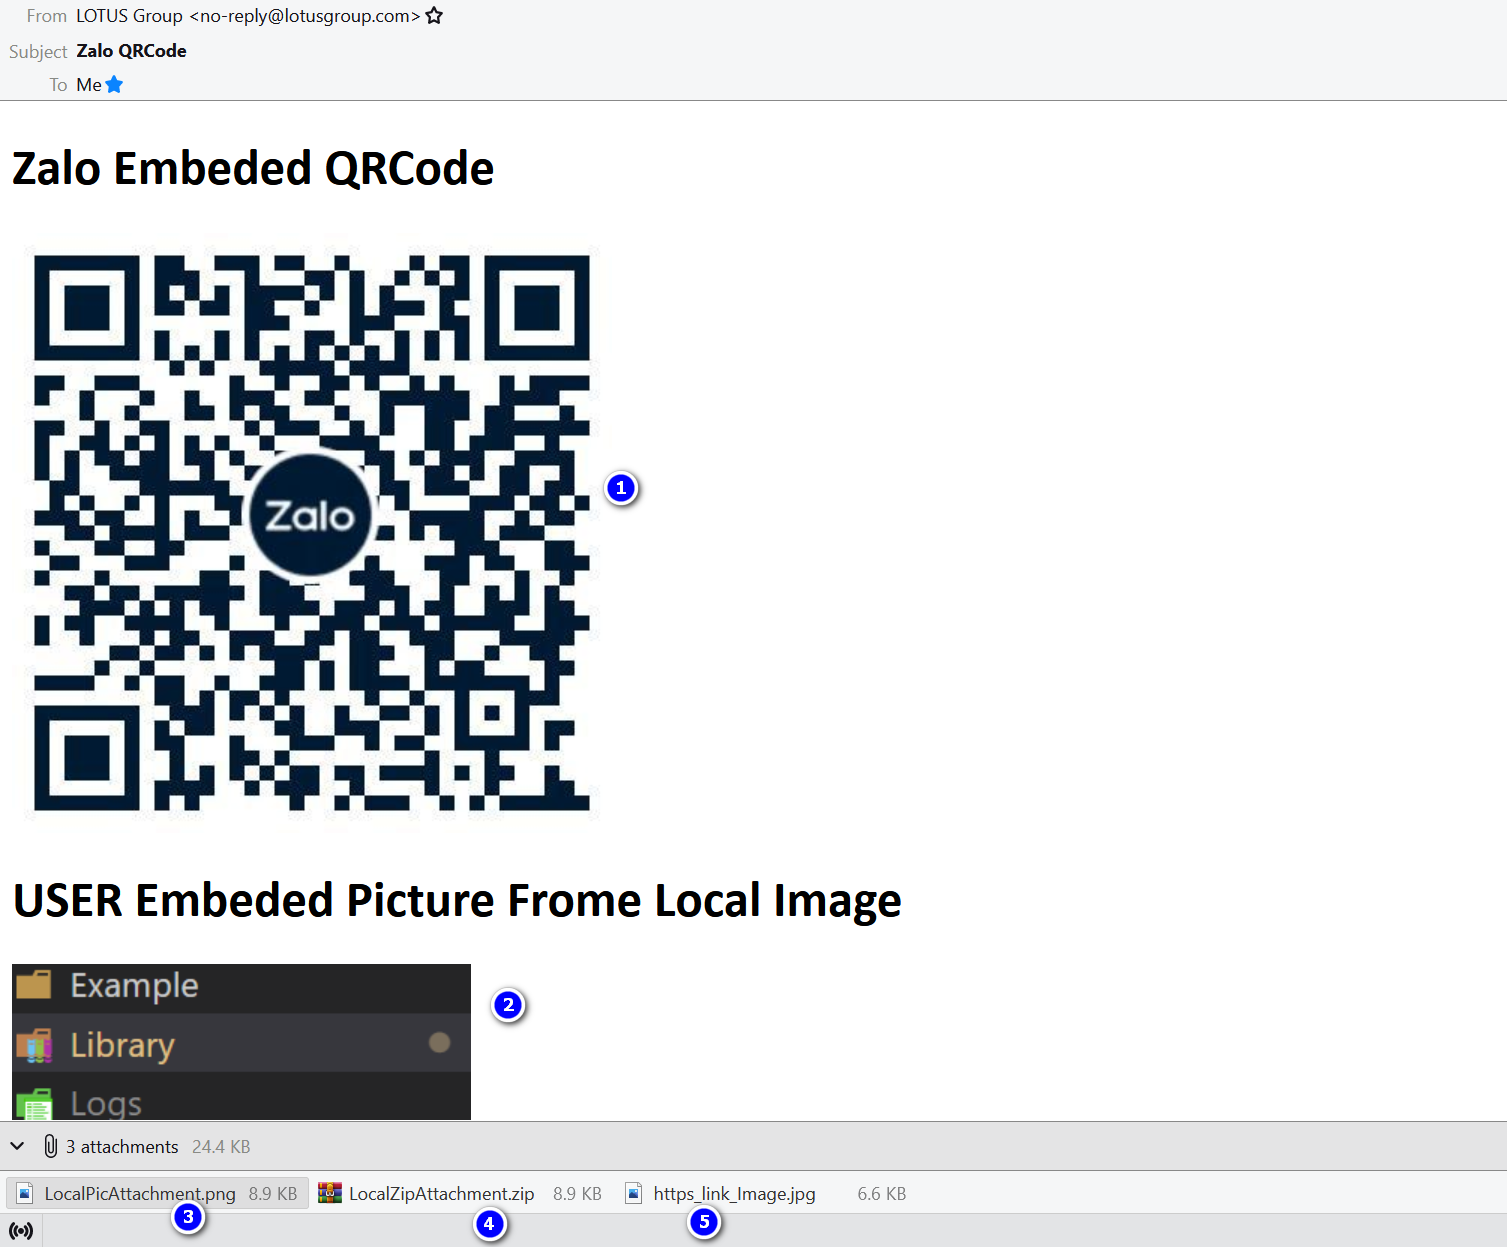 From LOTUS Group <no-reply@lotusgroup.com>
Subject Zalo QRCode
To Me
Zalo Embeded QRCode
Zalo
1
USER Embeded Picture Frome Local Image
Example
2
Library
Logs
3 attachments 24.4 KB
LocalPicAttachment.png 8.9 KB LocalZipAttachment.zip 8.9 KB https_link_Image.jpg 6.6 KB
3 4 5